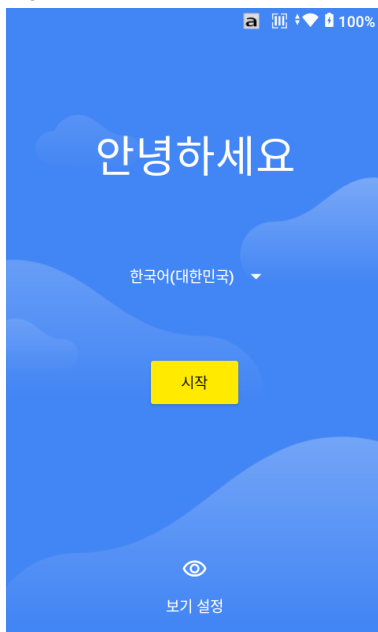 a 100%
안녕하세요
한국어(대한민국)
시작
보기 설정